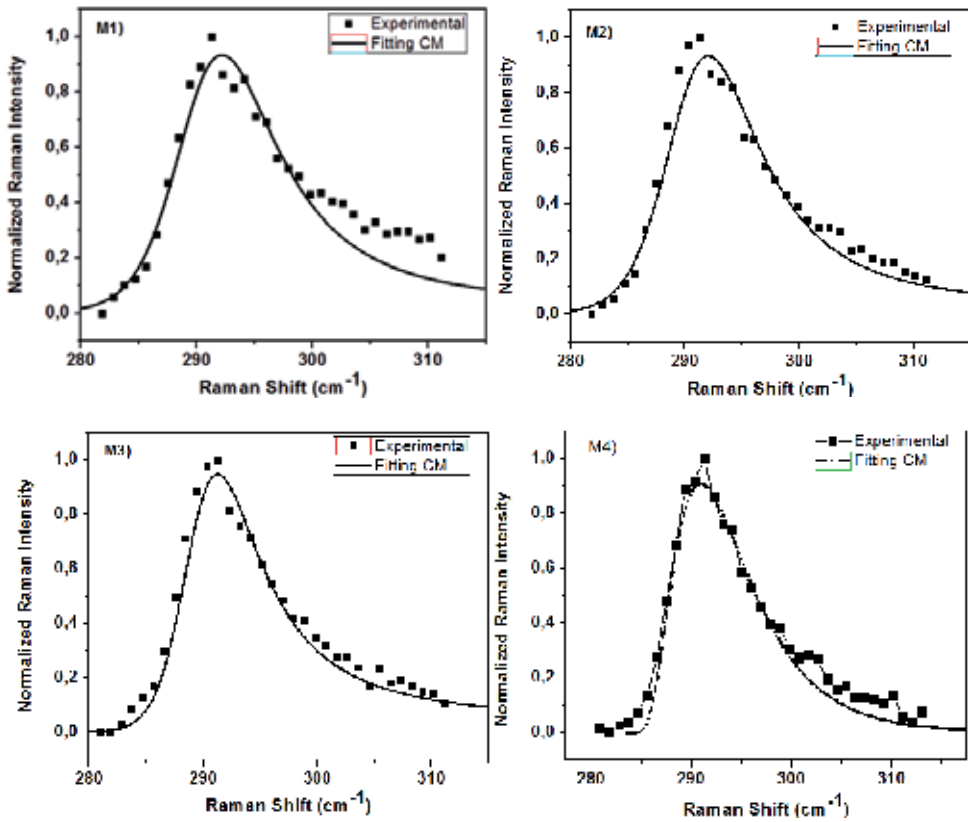 M1)
Experimental
Fitting CM
Normalized Raman Intensity
1,0
0,8
0,6
0,4
0,2
0,0
280
290
300
310
Raman Shift (cm-1)
M2)
Experimental
Fitting CM
Normalized Raman Intensity
1,0
0,8
0,6
0,4
0,2
0,0
280
290
300
310
Raman Shift (cm-1)
M3)
Experimental
Fitting CM
Normalized Raman Intensity
1,0
0,8
0,6
0,4
0,2
0,0
280
290
300
310
Raman Shift (cm-1)
M4)
Experimental
Fitting CM
Normalized Raman Intensity
1,0
0,8
0,6
0,4
0,2
0,0
280
290
300
310
Raman Shift (cm-1)